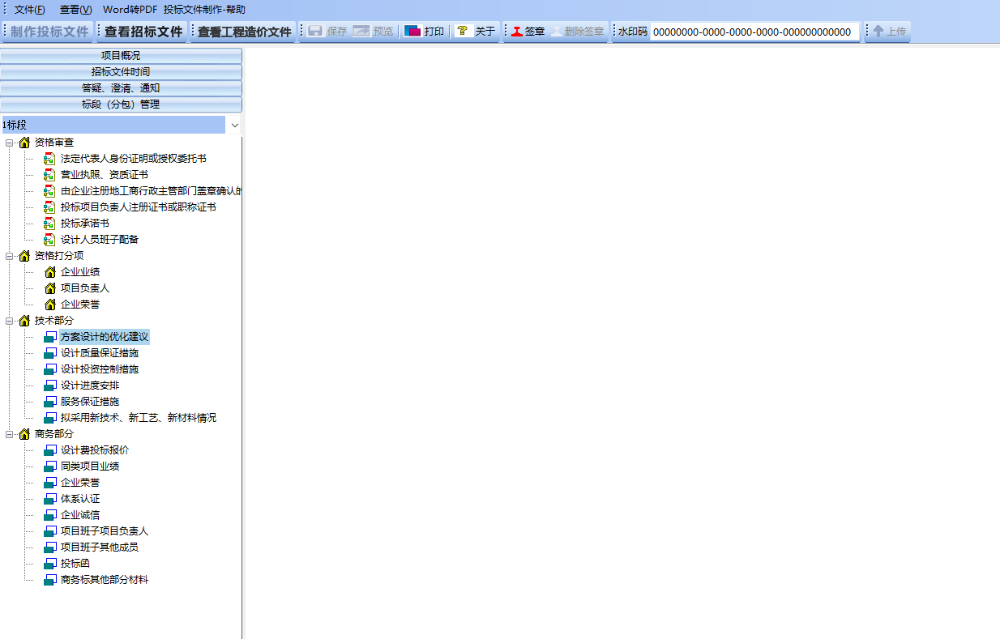 文件(F) 查看(V) Word转PDF 投标文件制作-帮助
制作投标文件 查看招标文件 查看工程造价文件 保存 预览 打印 关于 签章 删除签章 水印码 00000000-0000-0000-0000-000000000000 上传
项目概况
招标文件时间
答疑、澄清、通知
标段（分包）管理
1标段
资格审查
法定代表人身份证明或授权委托书
营业执照、资质证书
由企业注册地工商行政主管部门盖章确认的
投标项目负责人注册证书或职称证书
投标承诺书
设计人员班子配备
资格打分项
企业业绩
项目负责人
企业荣誉
技术部分
方案设计的优化建议
设计质量保证措施
设计投资控制措施
设计进度安排
服务保证措施
拟采用新技术、新工艺、新材料情况
商务部分
设计费投标报价
同类项目业绩
企业荣誉
体系认证
企业诚信
项目班子项目负责人
项目班子其他成员
投标函
商务标其他部分材料